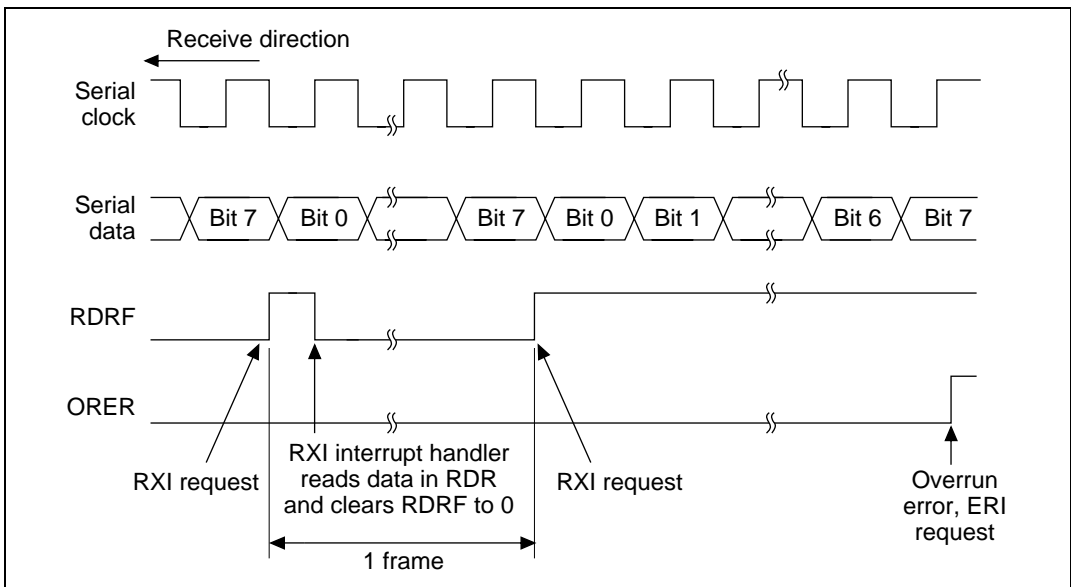 Receive direction
Serial
clock
Serial
data
Bit 7
Bit 0
Bit 7
Bit 0
Bit 1
Bit 6
Bit 7
RDRF
ORER
RXI request
RXI interrupt handler
reads data in RDR
and clears RDRF to 0
RXI request
Overrun
error, ERI
request
1 frame